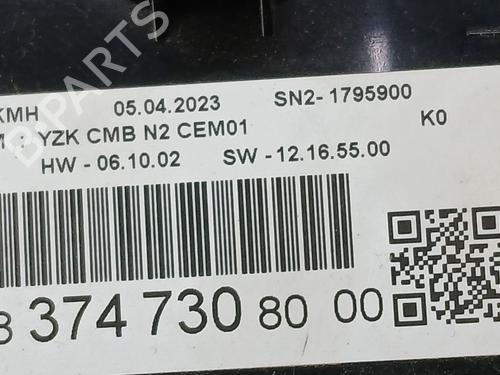 KMH 05.04.2023 SN2- 1795900
M : YZK CMB N2 CEM01 K0
HW - 06.10.02 SW - 12.16.55.00
8 374 730 80 00